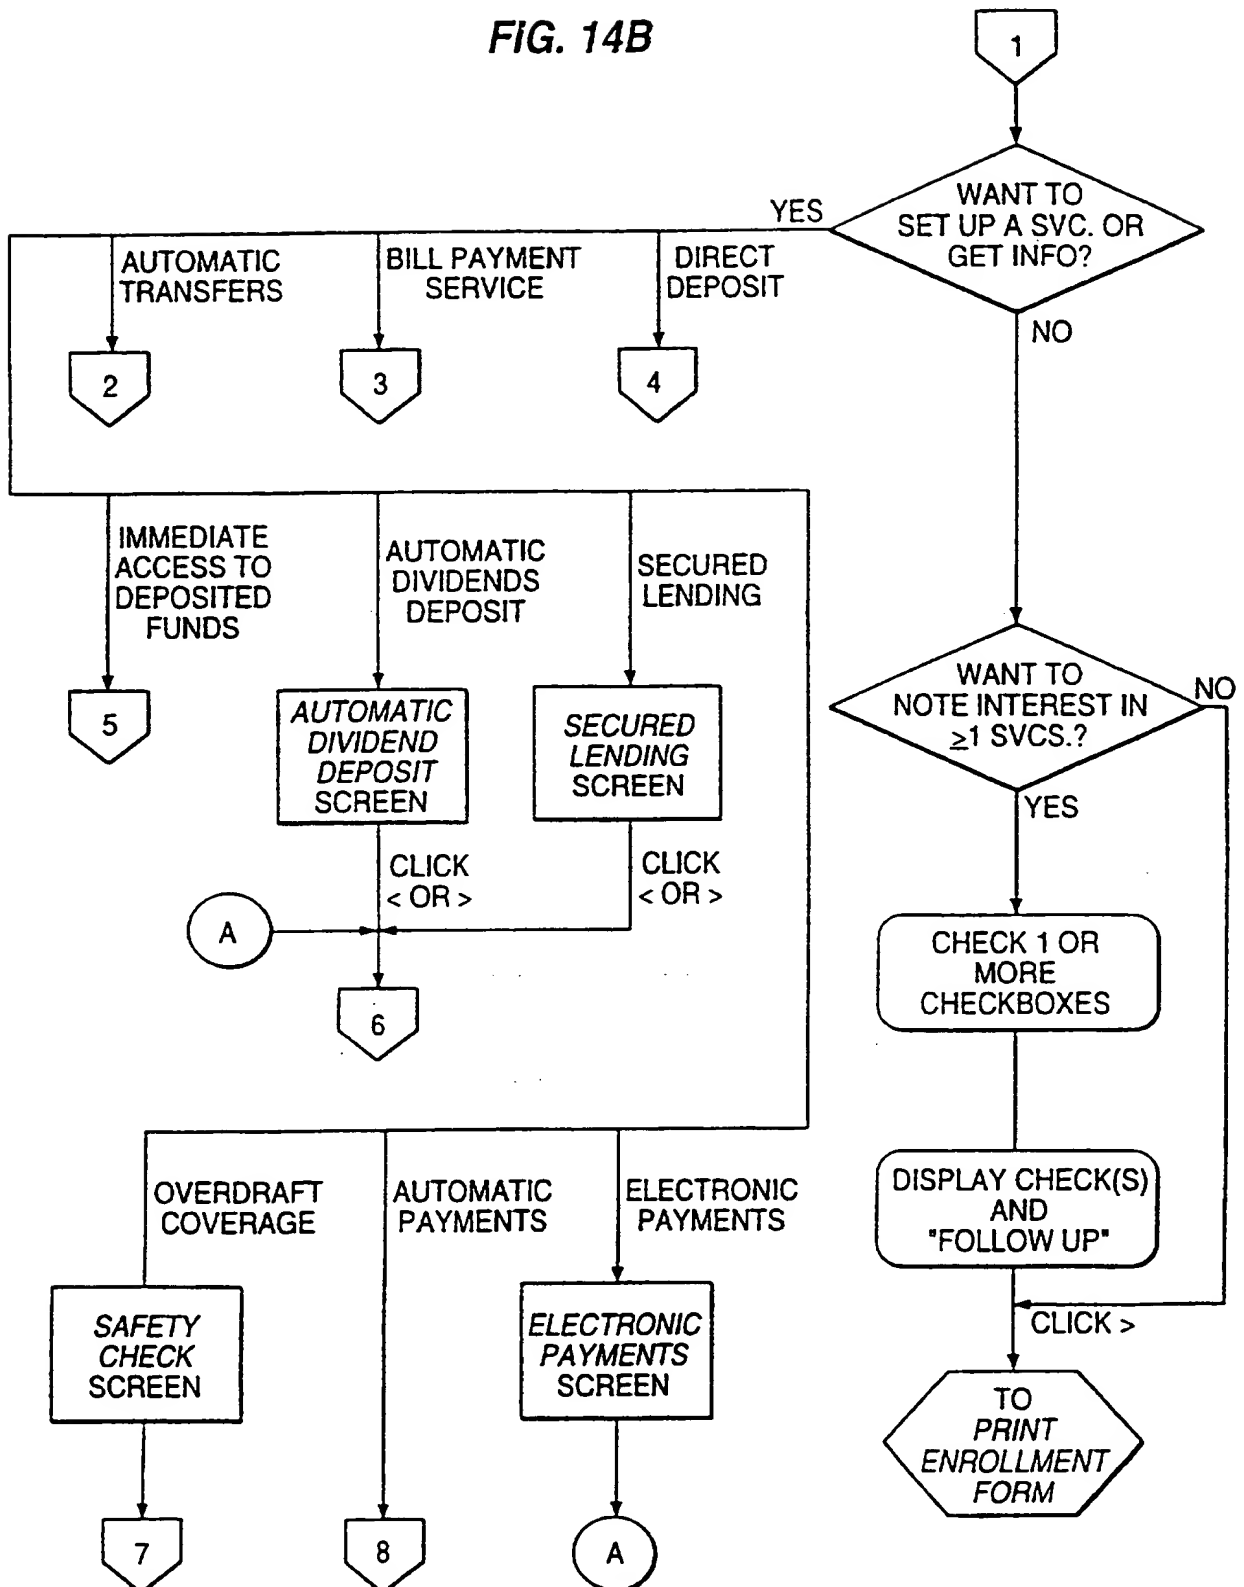 FIG. 14B
1
WANT TO
SET UP A SVC. OR
GET INFO?
YES
NO
AUTOMATIC
TRANSFERS
BILL PAYMENT
SERVICE
DIRECT
DEPOSIT
2
3
4
IMMEDIATE
ACCESS TO
DEPOSITED
FUNDS
AUTOMATIC
DIVIDENDS
DEPOSIT
SECURED
LENDING
5
AUTOMATIC
DIVIDEND
DEPOSIT
SCREEN
SECURED
LENDING
SCREEN
CLICK
< OR >
CLICK
< OR >
A
6
WANT TO
NOTE INTEREST IN
≥1 SVCS.?
NO
YES
CHECK 1 OR
MORE
CHECKBOXES
DISPLAY CHECK(S)
AND
"FOLLOW UP"
CLICK >
TO
PRINT
ENROLLMENT
FORM
OVERDRAFT
COVERAGE
AUTOMATIC
PAYMENTS
ELECTRONIC
PAYMENTS
SAFETY
CHECK
SCREEN
ELECTRONIC
PAYMENTS
SCREEN
7
8
A